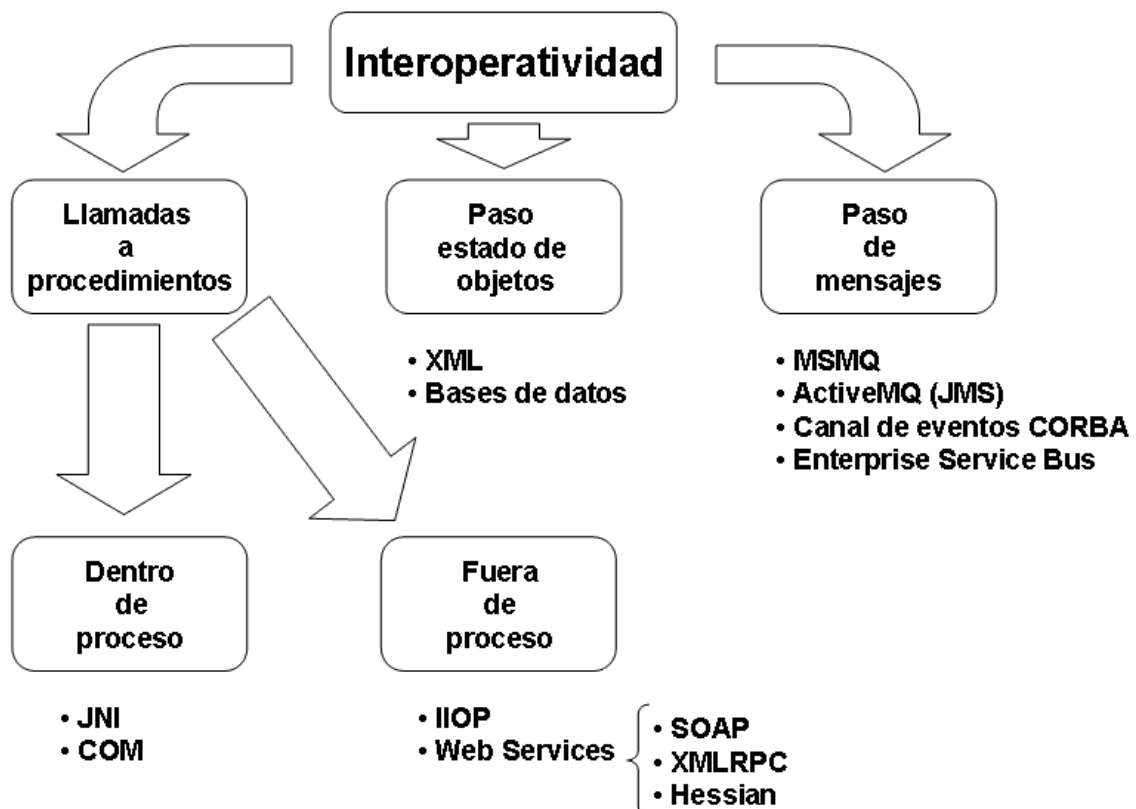 Interoperatividad
Llamadas
a
procedimientos
Paso
estado de
objetos
Paso
de
mensajes
• XML
• Bases de datos
• MSMQ
• ActiveMQ (JMS)
• Canal de eventos CORBA
• Enterprise Service Bus
Dentro
de
proceso
Fuera
de
proceso
• JNI
• COM
• IIOP
• Web Services
• SOAP
• XMLRPC
• Hessian